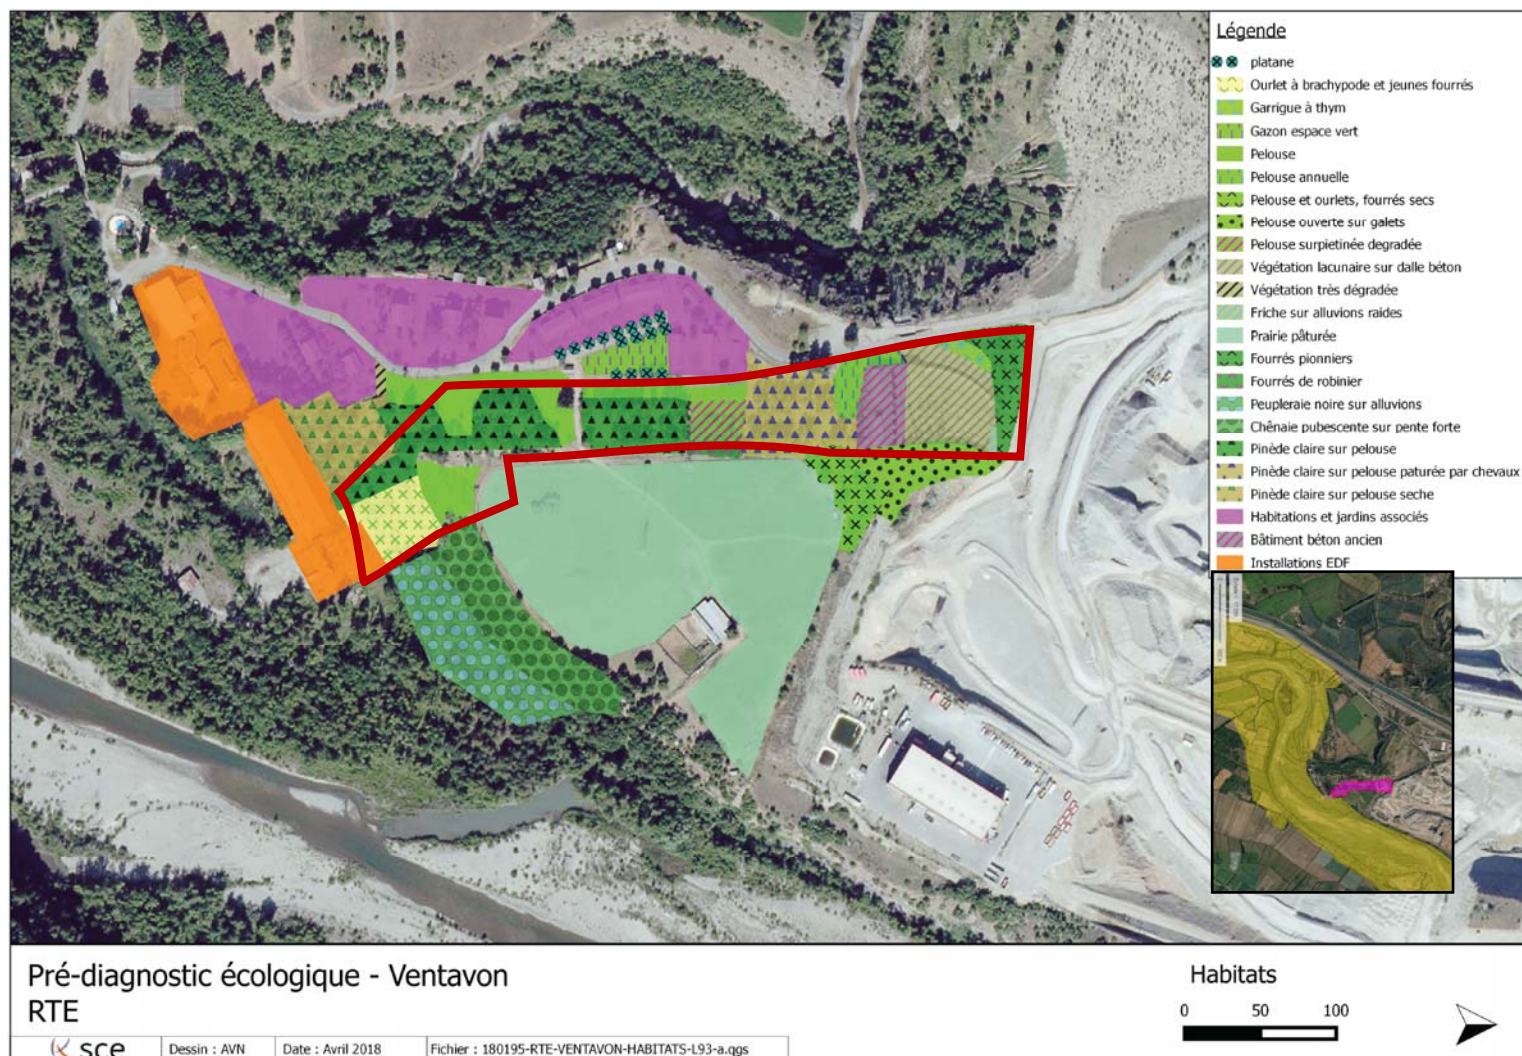 Légende
platane
Ourlet à brachypode et jeunes fourrés
Garrigue à thym
Gazon espace vert
Pelouse
Pelouse annuelle
Pelouse et ourlets, fourrés secs
Pelouse ouverte sur galets
Pelouse surpietinée degradée
Végétation lacunaire sur dalle béton
Végétation très dégradée
Friche sur alluvions raides
Prairie pâturée
Fourrés pionniers
Fourrés de robinier
Peupleraie noire sur alluvions
Chênaie pubescente sur pente forte
Pinède claire sur pelouse
Pinède claire sur pelouse paturée par chevaux
Pinède claire sur pelouse seche
Habitations et jardins associés
Bâtiment béton ancien
Installations EDF
Pré-diagnostic écologique - Ventavon
RTE
Habitats
0 50 100
sce
Dessin : AVN
Date : Avril 2018
Fichier : 180195-RTE-VENTAVON-HABITATS-L93-a.qgs